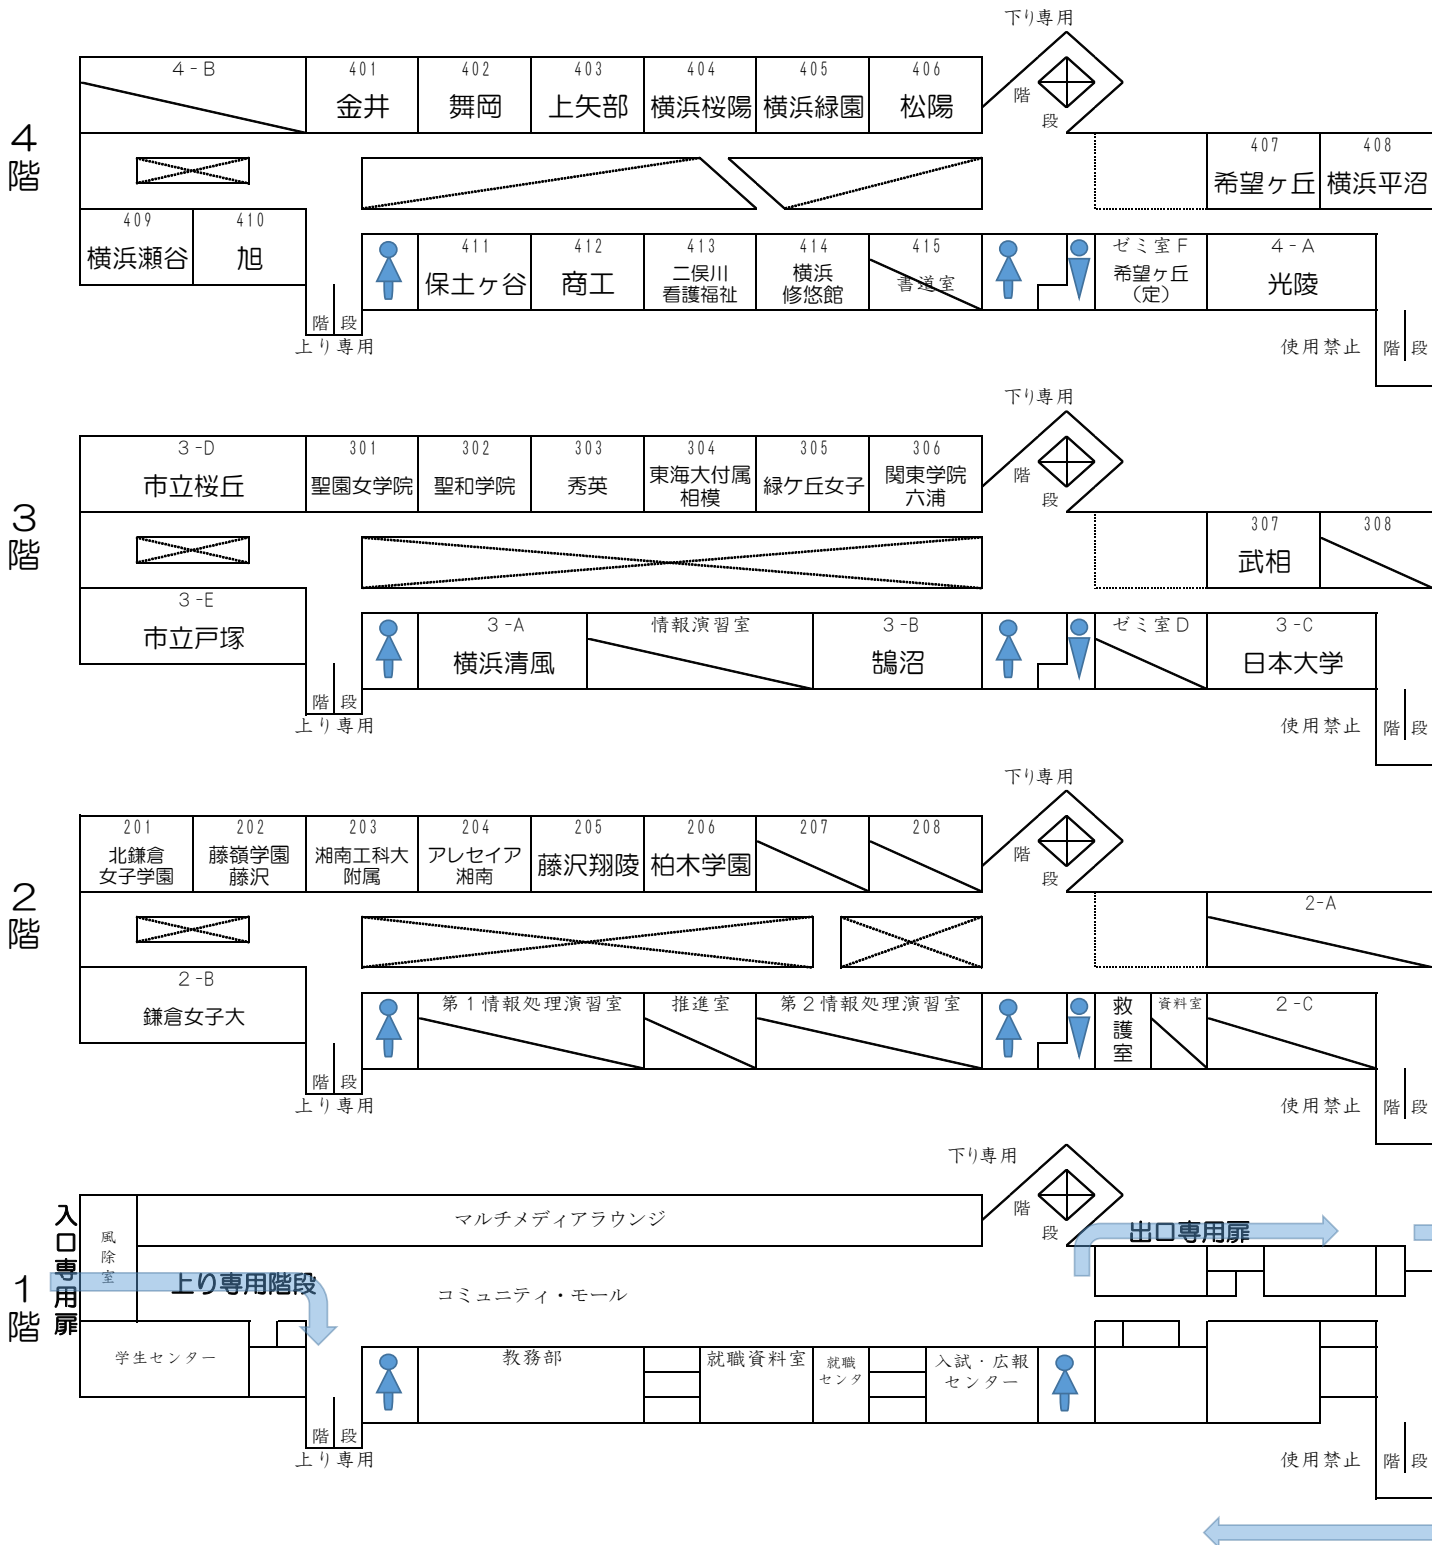 下り専用
階
段
4
階
4-B
401
金井
402
舞岡
403
上矢部
404
横浜桜陽
405
横浜緑園
406
松陽
407
希望ヶ丘
408
横浜平沼
409
横浜瀬谷
410
旭
411
保土ヶ谷
412
商工
413
二俣川
看護福祉
414
横浜
修悠館
415
書道室
ゼミ室F
希望ヶ丘
(定)
4-A
光陵
階段
上り専用
使用禁止
階段
下り専用
階
段
3
階
3-D
市立桜丘
301
聖園女学院
302
聖和学院
303
秀英
304
東海大付属
相模
305
緑ケ丘女子
306
関東学院
六浦
307
武相
308
3-E
市立戸塚
3-A
横浜清風
情報演習室
3-B
鵠沼
ゼミ室D
3-C
日本大学
階段
上り専用
使用禁止
階段
下り専用
階
段
2
階
201
北鎌倉
女子学園
202
藤嶺学園
藤沢
203
湘南工科大
附属
204
アレセイア
湘南
205
藤沢翔陵
206
柏木学園
207
208
2-A
2-B
鎌倉女子大
第1情報処理演習室
推進室
第2情報処理演習室
救護室
資料室
2-C
階段
上り専用
使用禁止
階段
下り専用
階
段
1
階
入口専用扉
風除室
マルチメディアラウンジ
出口専用扉
上り専用階段
コミュニティ・モール
学生センター
教務部
就職資料室
就職
センタ
入試・広報
センター
階段
上り専用
使用禁止
階段